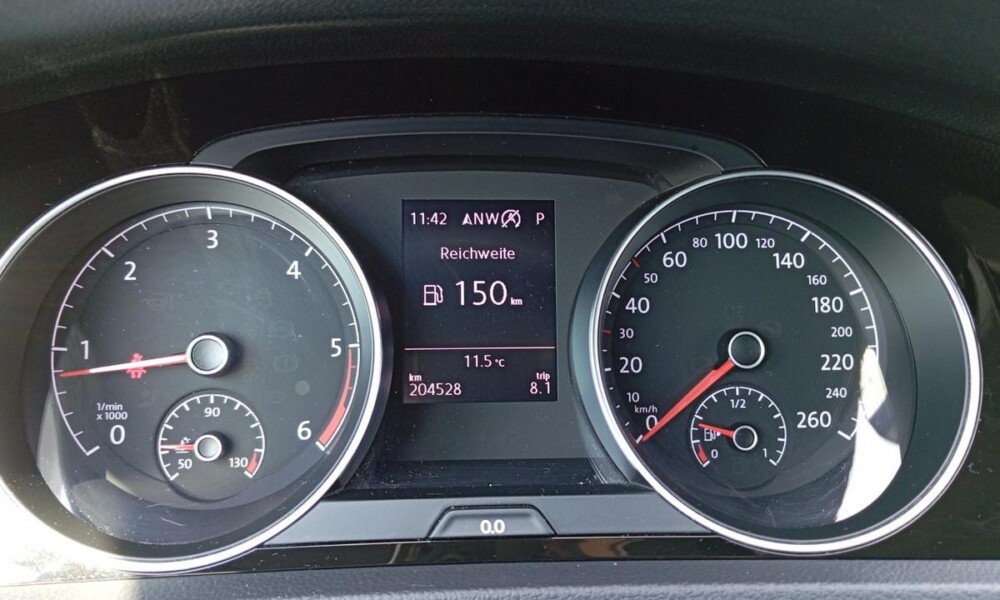 11:42 NW A P
Reichweite
150 km
11.5 °C
km trip
204528 8.1
0 1 2 3 4 5 6
1/min
x 1000
50 90 130
0 10 20 30 40 50 60 80 100 120 140 160 180 200 220 240 260
km/h
0 1/2 1
0.0